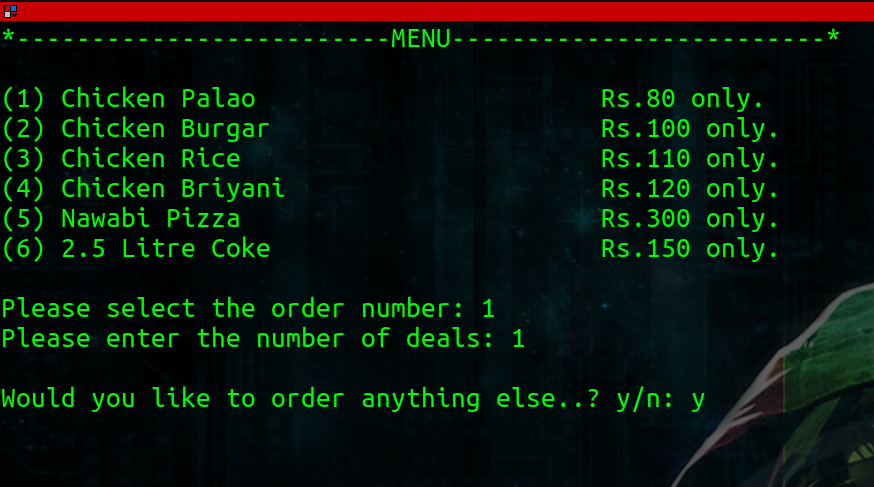 *-------------------------MENU-------------------------*
(1) Chicken Palao                       Rs.80 only.
(2) Chicken Burgar                      Rs.100 only.
(3) Chicken Rice                        Rs.110 only.
(4) Chicken Briyani                     Rs.120 only.
(5) Nawabi Pizza                        Rs.300 only.
(6) 2.5 Litre Coke                      Rs.150 only.
Please select the order number: 1
Please enter the number of deals: 1
Would you like to order anything else..? y/n: y